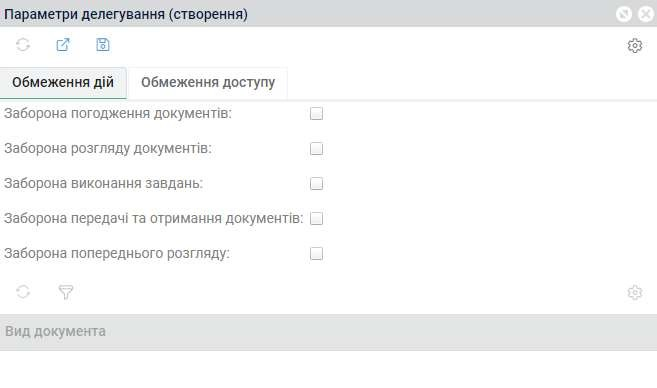 Параметри делегування (створення)
Обмеження дій
Обмеження доступу
Заборона погодження документів:
Заборона розгляду документів:
Заборона виконання завдань:
Заборона передачі та отримання документів:
Заборона попереднього розгляду:
Вид документа